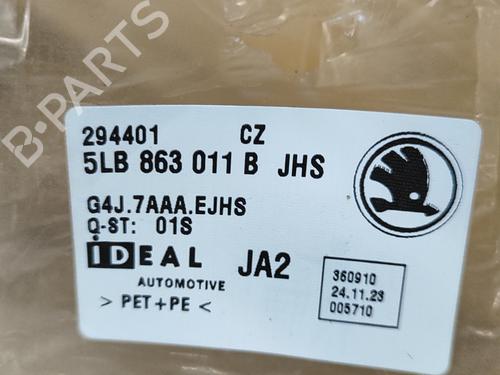 B-PARTS
294401 CZ
5LB 863 011 B JHS
G4J.7AAA.EJHS
Q-ST: 01S
iDEAL JA2
AUTOMOTIVE
> PET+PE <
360910
24.11.23
005710